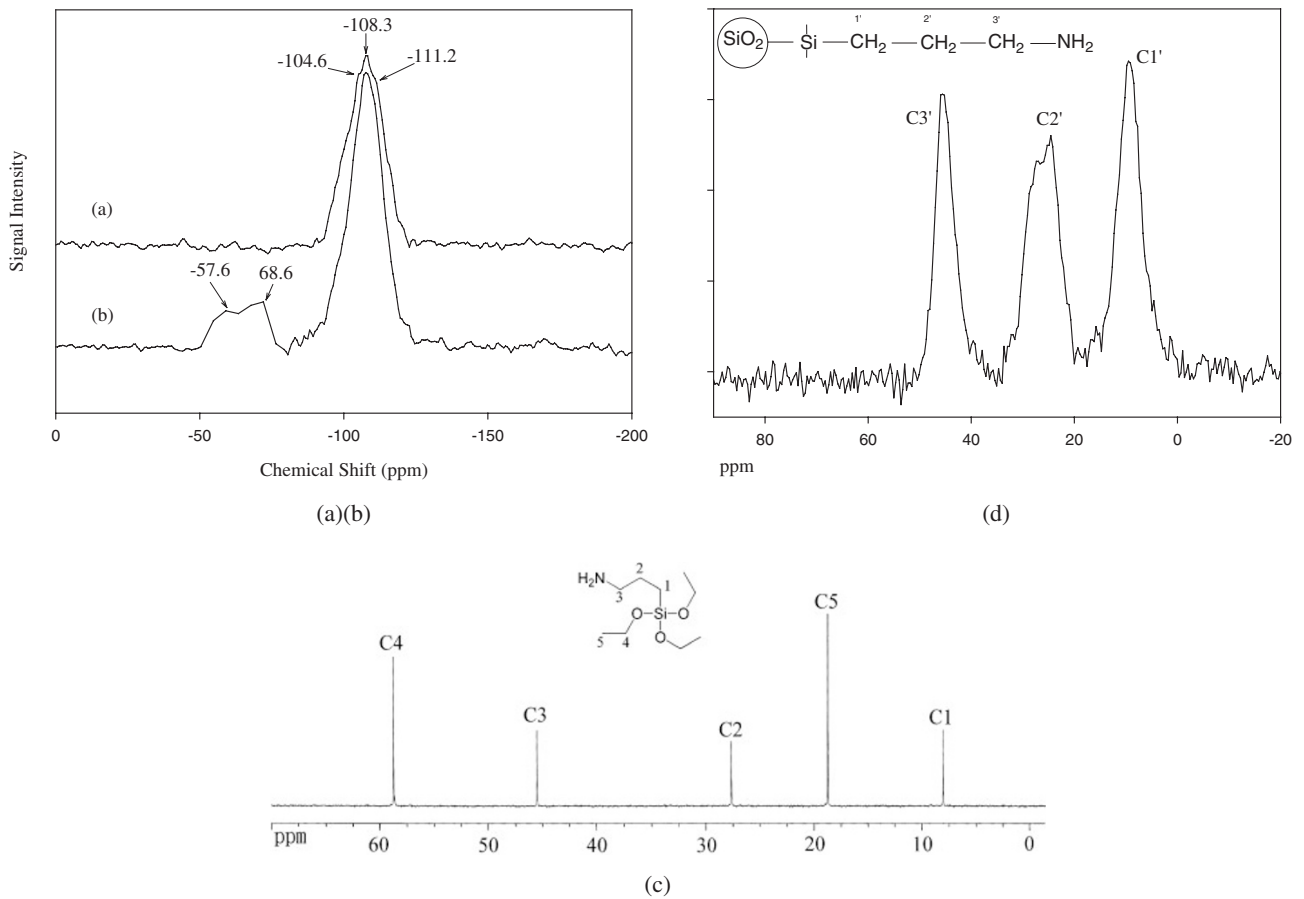 -108.3
-104.6
-111.2
(a)
-57.6
68.6
(b)
Signal Intensity
0
-50
-100
-150
-200
Chemical Shift (ppm)
(a)(b)
1' 2' 3'
SiO2 Si CH2 CH2 CH2 NH2
C1'
C3'
C2'
80
60
40
20
0
-20
ppm
(d)
H2N
2
1
3
O Si O
O
5
4
C5
C4
C3
C2
C1
ppm
60
50
40
30
20
10
0
(c)